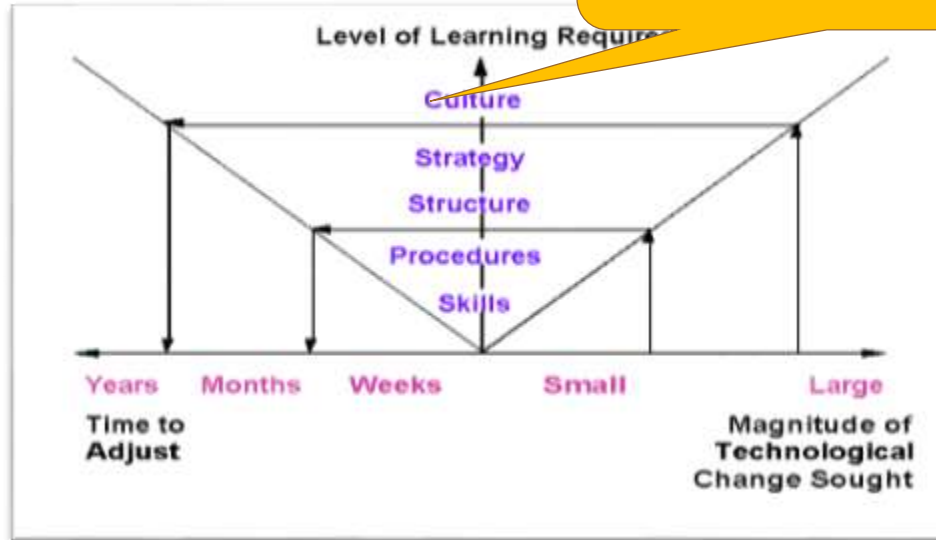 Level of Learning Require
Culture
Strategy
Structure
Procedures
Skills
Years Months Weeks Small Large
Time to Adjust
Magnitude of Technological Change Sought